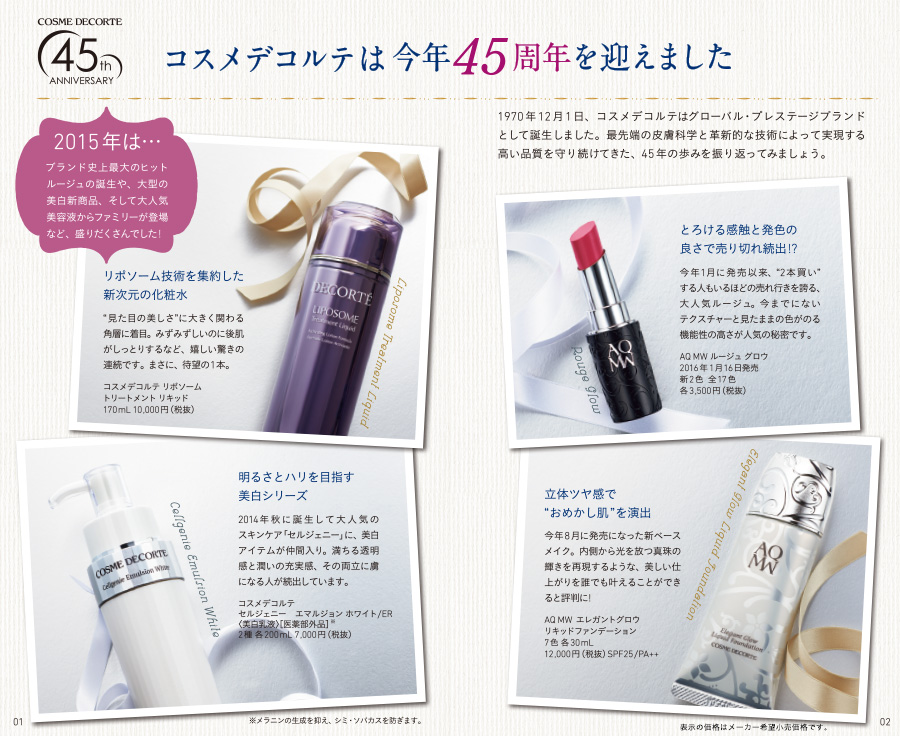 COSME DECORTE
45th
ANNIVERSARY
コスメデコルテは今年45周年を迎えました
1970年12月1日、コスメデコルテはグローバル・プレステージブランド
として誕生しました。最先端の皮膚科学と革新的な技術によって実現する
高い品質を守り続けてきた、45年の歩みを振り返ってみましょう。
2015年は…
ブランド史上最大のヒット
ルージュの誕生や、大型の
美白新商品、そして大人気
美容液からファミリーが登場
など、盛りだくさんでした!
リポソーム技術を集約した
新次元の化粧水
“見た目の美しさ”に大きく関わる
角層に着目。みずみずしいのに後肌
がしっとりするなど、嬉しい驚きの
連続です。まさに、待望の1本。
コスメデコルテ リポソーム
トリートメント リキッド
170mL 10,000円(税抜)
DECORTÉ
LIPOSOME
Treatment Liquid
Liposome Treatment Liquid
とろける感触と発色の
良さで売り切れ続出!?
今年1月に発売以来、“2本買い”
する人もいるほどの売れ行きを誇る、
大人気ルージュ。今までにない
テクスチャーと見たままの色がのる
機能性の高さが人気の秘密です。
AQ MW ルージュ グロウ
2016年1月16日発売
新2色 全17色
各3,500円(税抜)
AQ
MW
Rouge glow
明るさとハリを目指す
美白シリーズ
2014年秋に誕生して大人気の
スキンケア「セルジェニー」に、美白
アイテムが仲間入り。満ちる透明
感と潤いの充実感、その両立に虜
になる人が続出しています。
コスメデコルテ
セルジェニー エマルジョン ホワイト/ER
〈美白乳液〉[医薬部外品]※
2種 各200mL 7,000円(税抜)
COSME DECORTE
Cellgenie Emulsion White
Cellgenie Emulsion White
立体ツヤ感で
“おめかし肌”を演出
今年8月に発売になった新ベース
メイク。内側から光を放つ真珠の
輝きを再現するような、美しい仕
上がりを誰でも叶えることができ
ると評判に!
AQ MW エレガントグロウ
リキッドファンデーション
7色 各30mL
12,000円(税抜)SPF25/PA++
Elegant glow Liquid Foundation
AQ
MW
Elegant Glow
Liquid Foundation
COSME DECORTE
01
※メラニンの生成を抑え、シミ・ソバカスを防ぎます。
表示の価格はメーカー希望小売価格です。
02